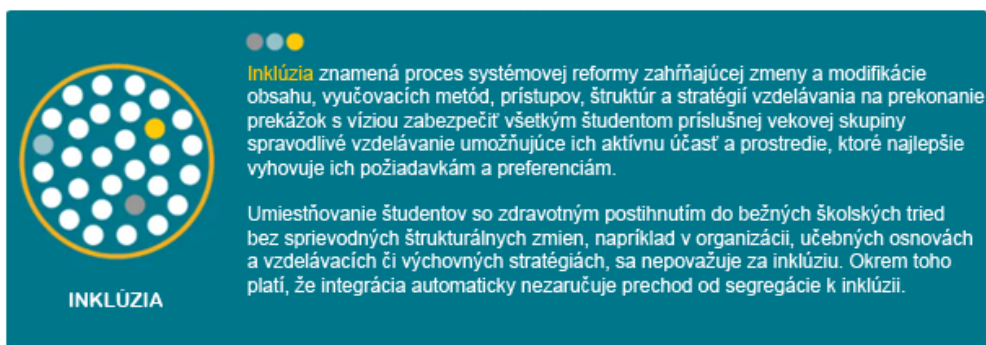 Inklúzia znamená proces systémovej reformy zahŕňajúcej zmeny a modifikácie
obsahu, vyučovacích metód, prístupov, štruktúr a stratégií vzdelávania na prekonanie
prekážok s víziou zabezpečiť všetkým študentom príslušnej vekovej skupiny
spravodlivé vzdelávanie umožňujúce ich aktívnu účasť a prostredie, ktoré najlepšie
vyhovuje ich požiadavkám a preferenciám.
Umiestňovanie študentov so zdravotným postihnutím do bežných školských tried
bez sprievodných štrukturálnych zmien, napríklad v organizácii, učebných osnovách
a vzdelávacích či výchovných stratégiách, sa nepovažuje za inklúziu. Okrem toho
platí, že integrácia automaticky nezaručuje prechod od segregácie k inklúzii.
INKLÚZIA